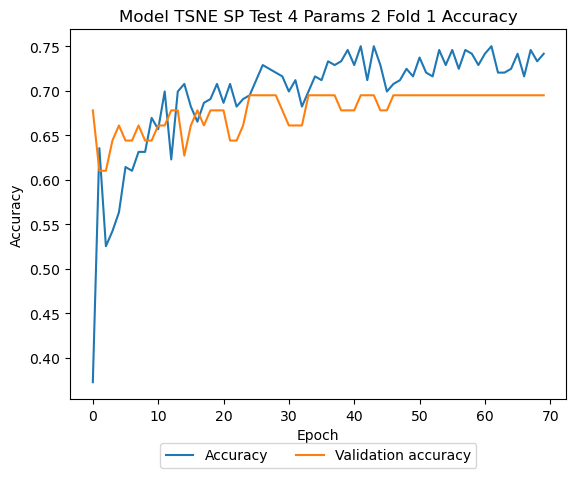 Model TSNE SP Test 4 Params 2 Fold 1 Accuracy
0.75
0.70
0.65
0.60
0.55
0.50
0.45
0.40
Accuracy
0 10 20 30 40 50 60 70
Epoch
Accuracy Validation accuracy